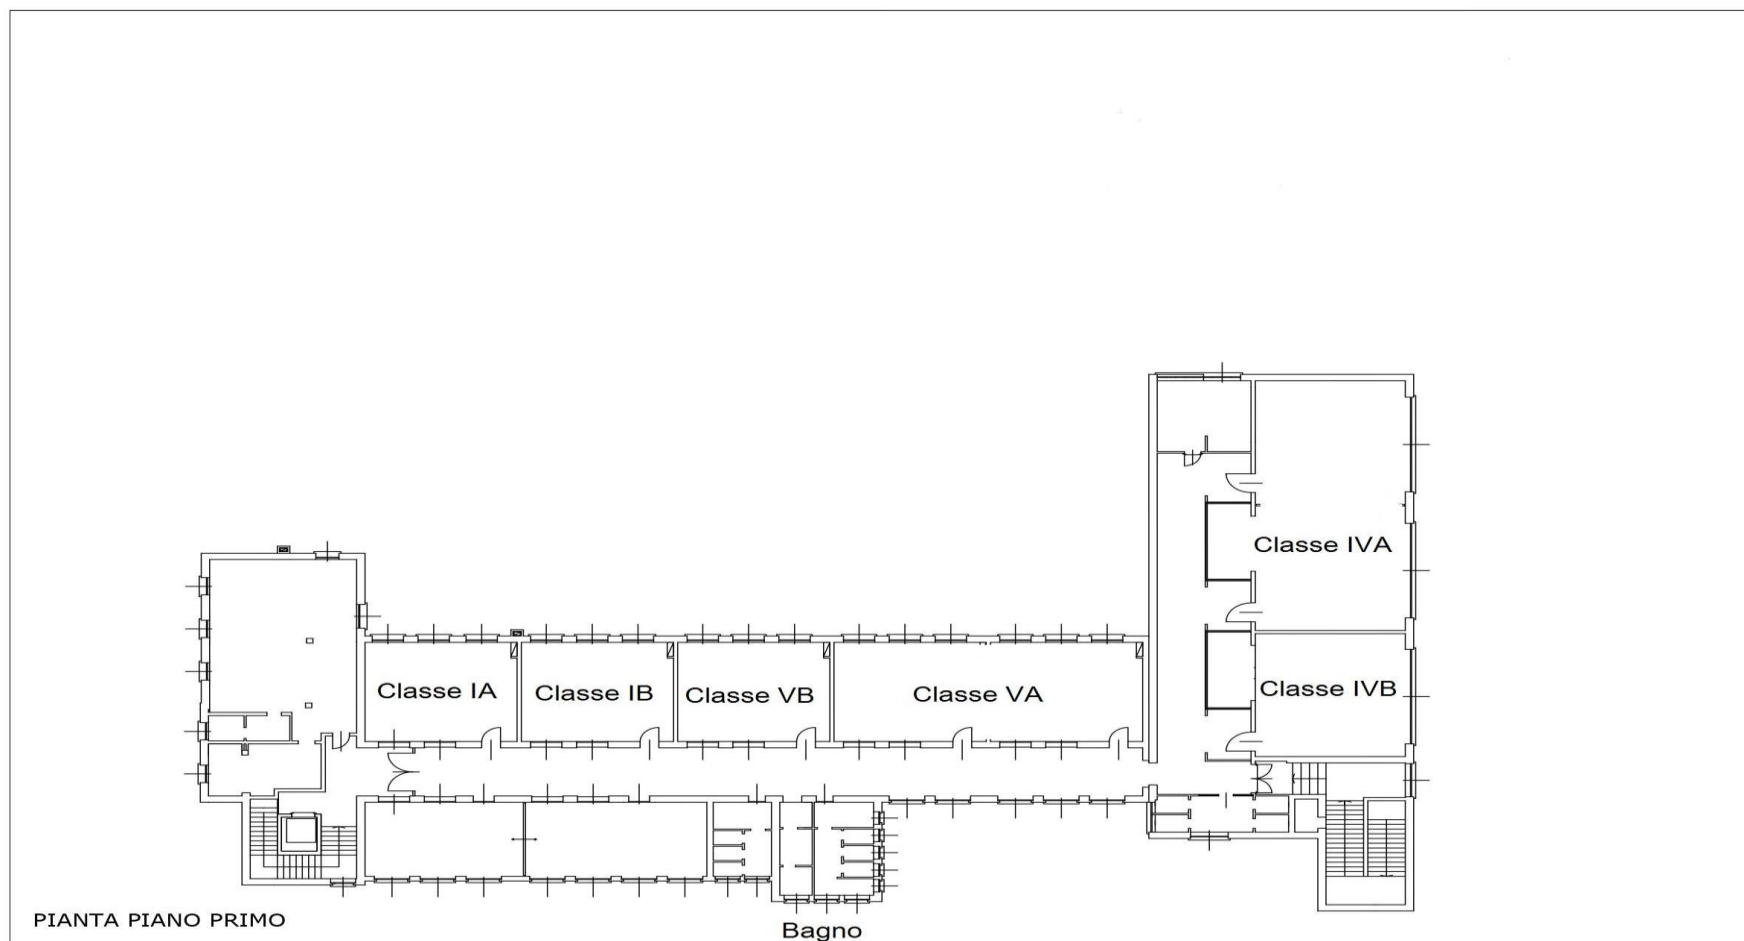 Classe IVA
Classe IA
Classe IB
Classe VB
Classe VA
Classe IVB
PIANTA PIANO PRIMO
Bagno